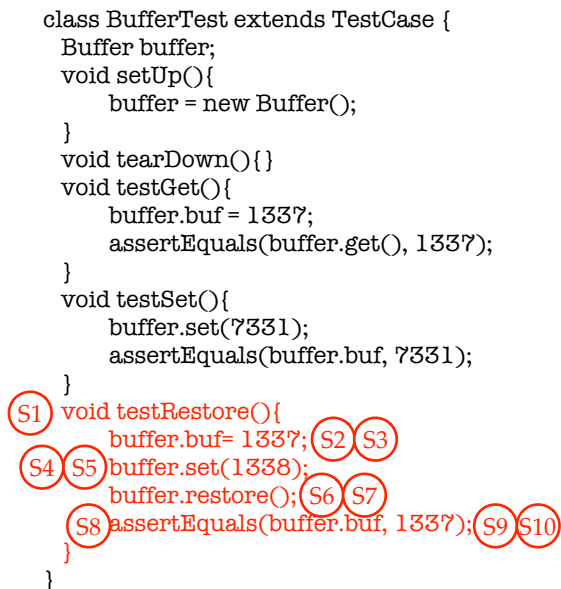 class BufferTest extends TestCase {
Buffer buffer;
void setUp(){
buffer = new Buffer();
}
void tearDown(){}
void testGet(){
buffer.buf = 1337;
assertEquals(buffer.get(), 1337);
}
void testSet(){
buffer.set(7331);
assertEquals(buffer.buf, 7331);
}
S1 void testRestore(){
buffer.buf= 1337; S2 S3
S4 S5 buffer.set(1338);
buffer.restore(); S6 S7
S8 assertEquals(buffer.buf, 1337); S9 S10
}
}